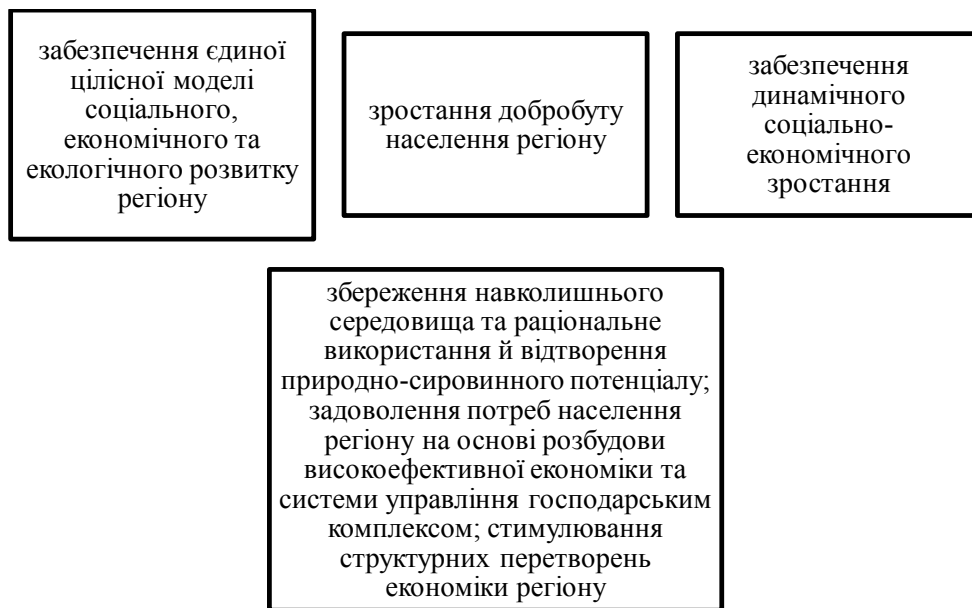 забезпечення єдиної
цілісної моделі
соціального,
економічного та
екологічного розвитку
регіону
зростання добробуту
населення регіону
забезпечення
динамічного
соціально-
економічного
зростання
збереження навколишнього
середовища та раціональне
використання й відтворення
природно-сировинного потенціалу;
задоволення потреб населення
регіону на основі розбудови
високоефективної економіки та
системи управління господарським
комплексом; стимулювання
структурних перетворень
економіки регіону